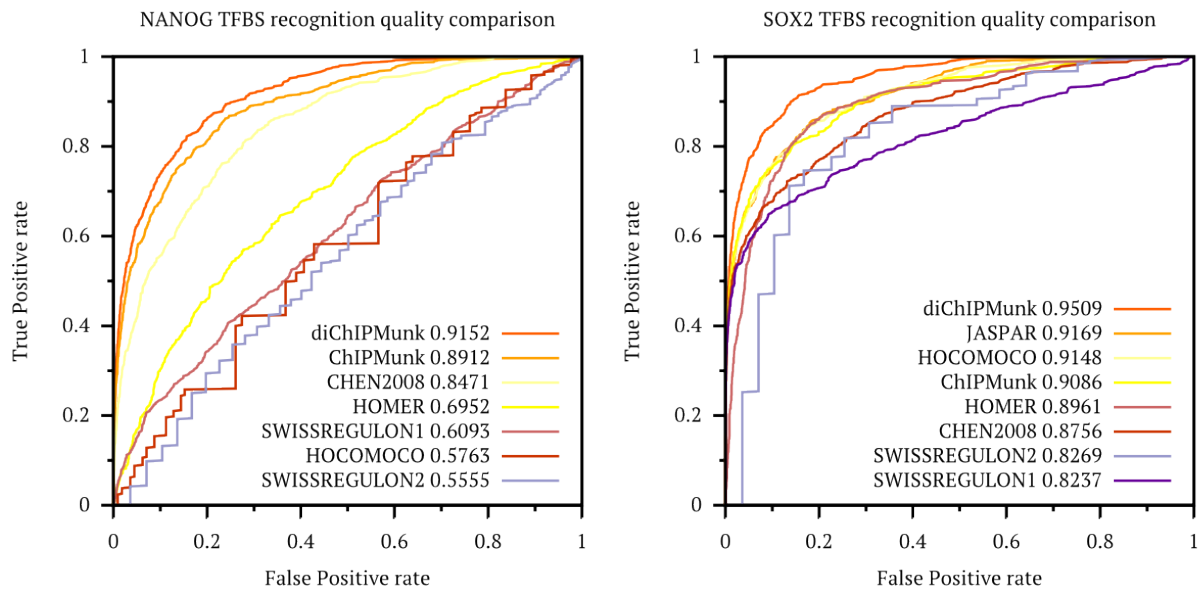 NANOG TFBS recognition quality comparison
True Positive rate
1
0.8
0.6
0.4
0.2
0
diChIPMunk 0.9152
ChIPMunk 0.8912
CHEN2008 0.8471
HOMER 0.6952
SWISSREGULON1 0.6093
HOCOMOCO 0.5763
SWISSREGULON2 0.5555
0 0.2 0.4 0.6 0.8 1
False Positive rate
SOX2 TFBS recognition quality comparison
True Positive rate
1
0.8
0.6
0.4
0.2
0
diChIPMunk 0.9509
JASPAR 0.9169
HOCOMOCO 0.9148
ChIPMunk 0.9086
HOMER 0.8961
CHEN2008 0.8756
SWISSREGULON2 0.8269
SWISSREGULON1 0.8237
0 0.2 0.4 0.6 0.8 1
False Positive rate